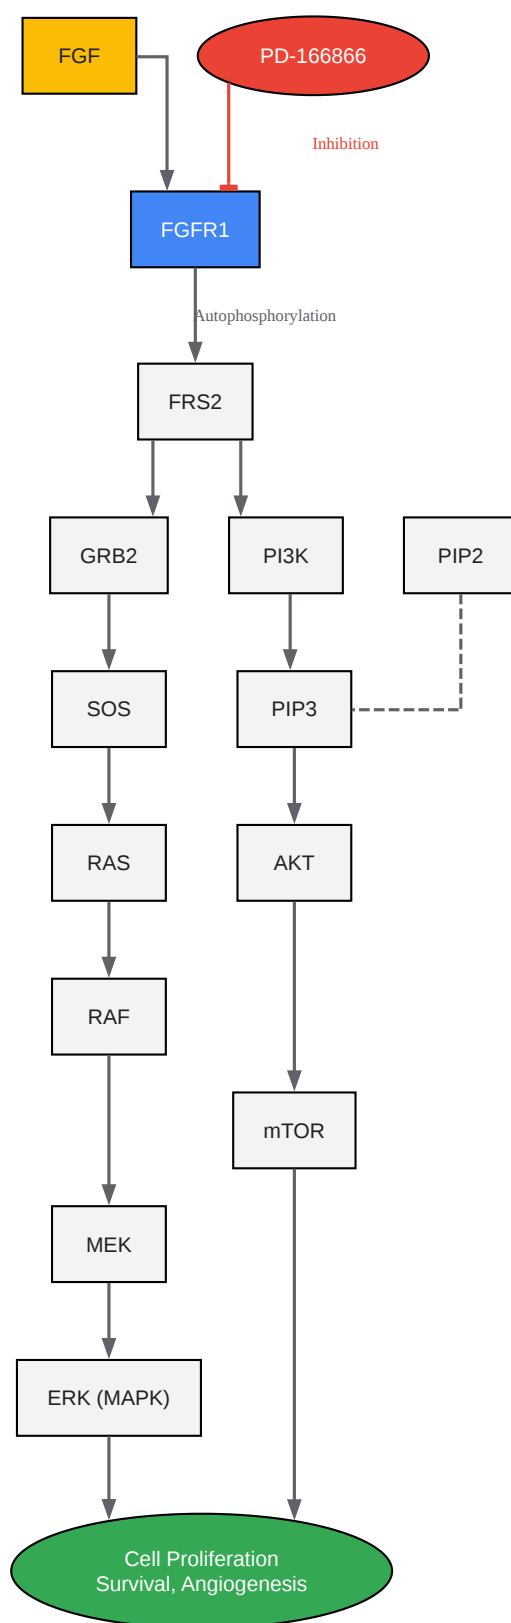 FGF
PD-166866
Inhibition
FGFR1
Autophosphorylation
FRS2
GRB2
PI3K
PIP2
SOS
PIP3
RAS
AKT
RAF
mTOR
MEK
ERK (MAPK)
Cell Proliferation
Survival, Angiogenesis